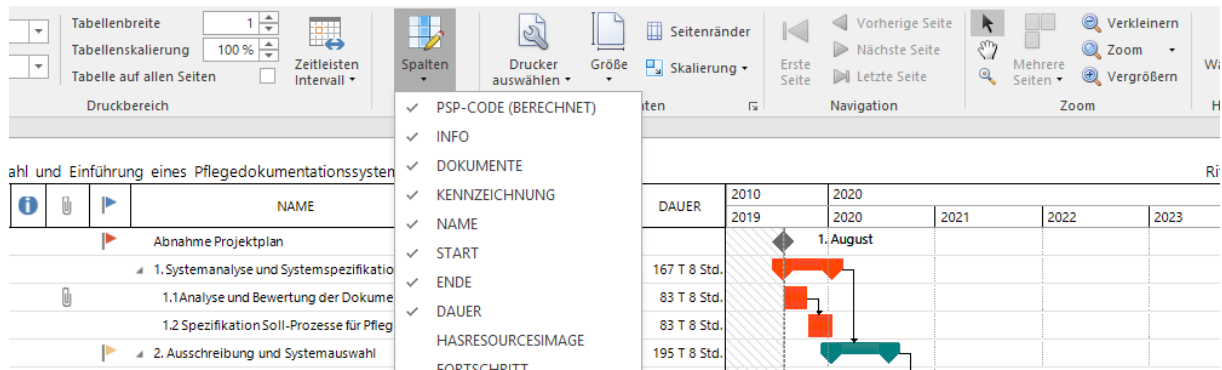 Tabellenbreite 1
Tabellenskalierung 100 %
Tabelle auf allen Seiten
Druckbereich
Zeitleisten
Intervall
Spalten
Drucker
auswählen
Größe
Seitenränder
Skalierung
Erste
Seite
Vorherige Seite
Nächste Seite
Letzte Seite
Navigation
Mehrere
Seiten
Verkleinern
Zoom
Vergrößern
Zoom
PSP-CODE (BERECHNET)
INFO
DOKUMENTE
KENNZEICHNUNG
NAME
START
ENDE
DAUER
HASRESOURCESIMAGE
FORTSCHRITT
ahl und Einführung eines Pflegedokumentationssystem
NAME DAUER 2010 2020
2019 2020 2021 2022 2023
Abnahme Projektplan 1. August
1. Systemanalyse und Systemspezifikatio 167 T 8 Std.
1.1 Analyse und Bewertung der Dokume 83 T 8 Std.
1.2 Spezifikation Soll-Prozesse für Pfleg 83 T 8 Std.
2. Ausschreibung und Systemauswahl 195 T 8 Std.